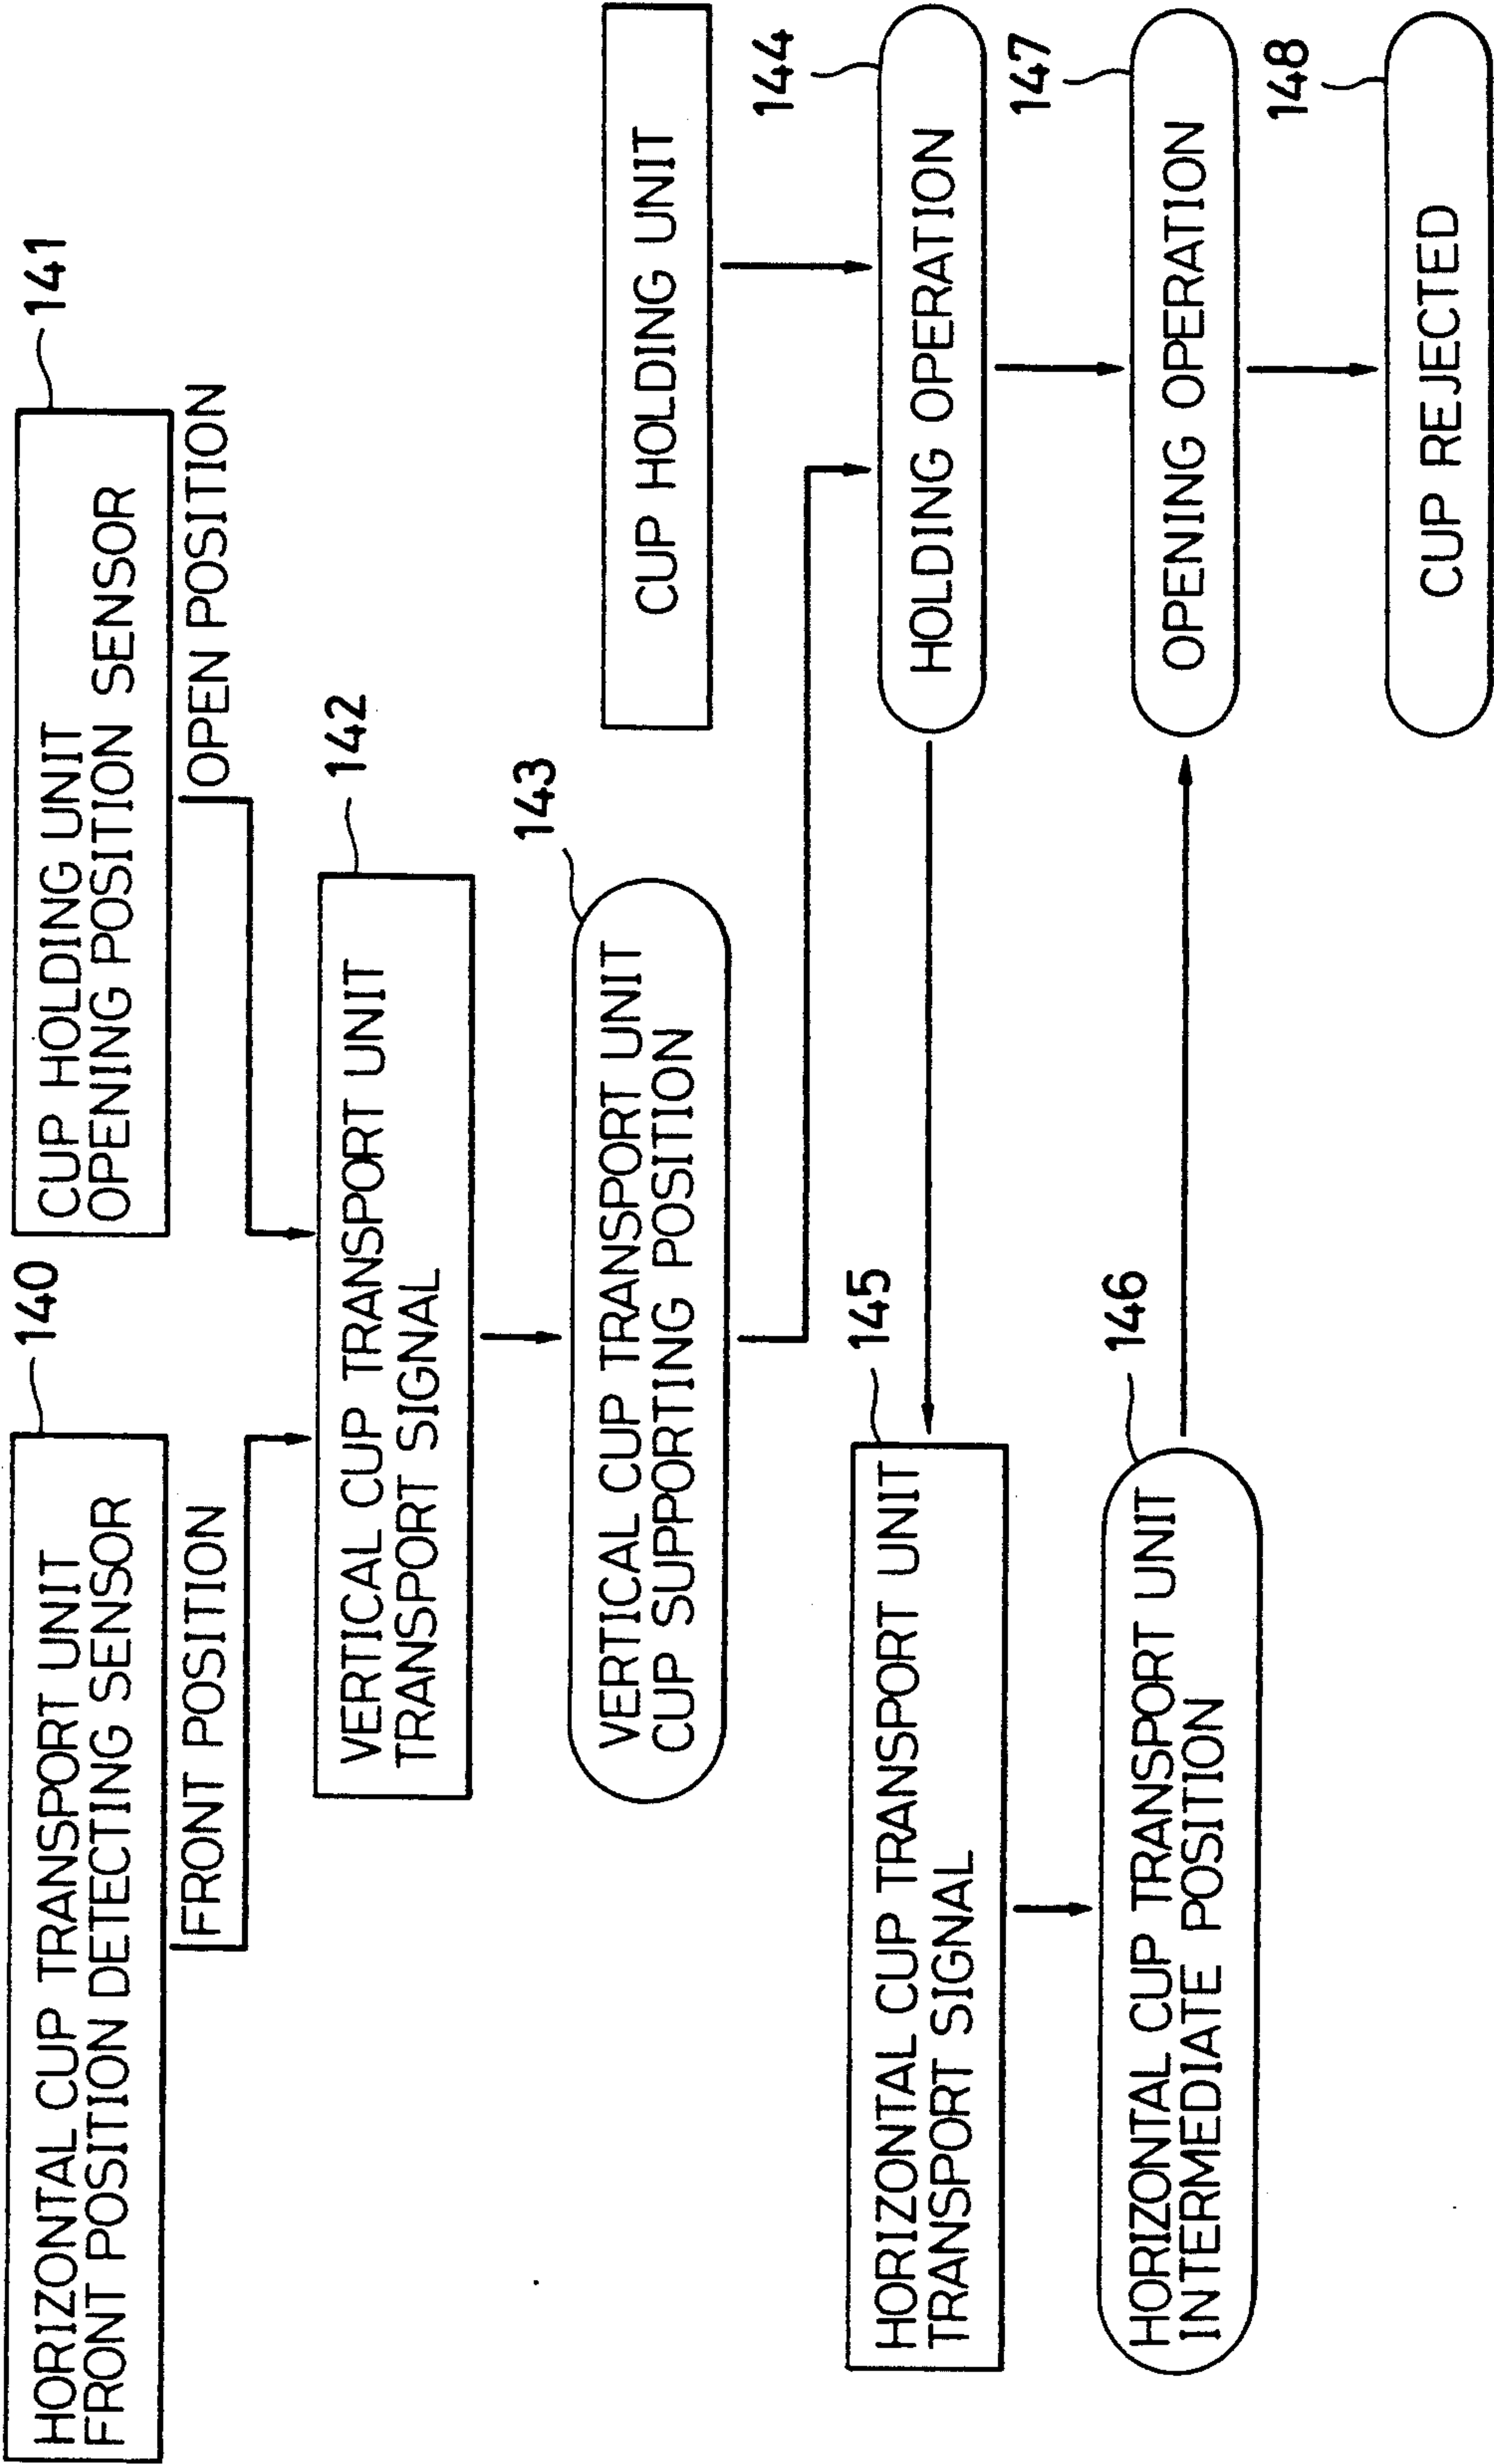 140
HORIZONTAL CUP TRANSPORT UNIT
FRONT POSITION DETECTING SENSOR
141
CUP HOLDING UNIT
OPENING POSITION SENSOR
FRONT POSITION
OPEN POSITION
142
VERTICAL CUP TRANSPORT UNIT
TRANSPORT SIGNAL
143
VERTICAL CUP TRANSPORT UNIT
CUP SUPPORTING POSITION
CUP HOLDING UNIT
144
HOLDING OPERATION
145
HORIZONTAL CUP TRANSPORT UNIT
TRANSPORT SIGNAL
146
HORIZONTAL CUP TRANSPORT UNIT
INTERMEDIATE POSITION
147
OPENING OPERATION
148
CUP REJECTED